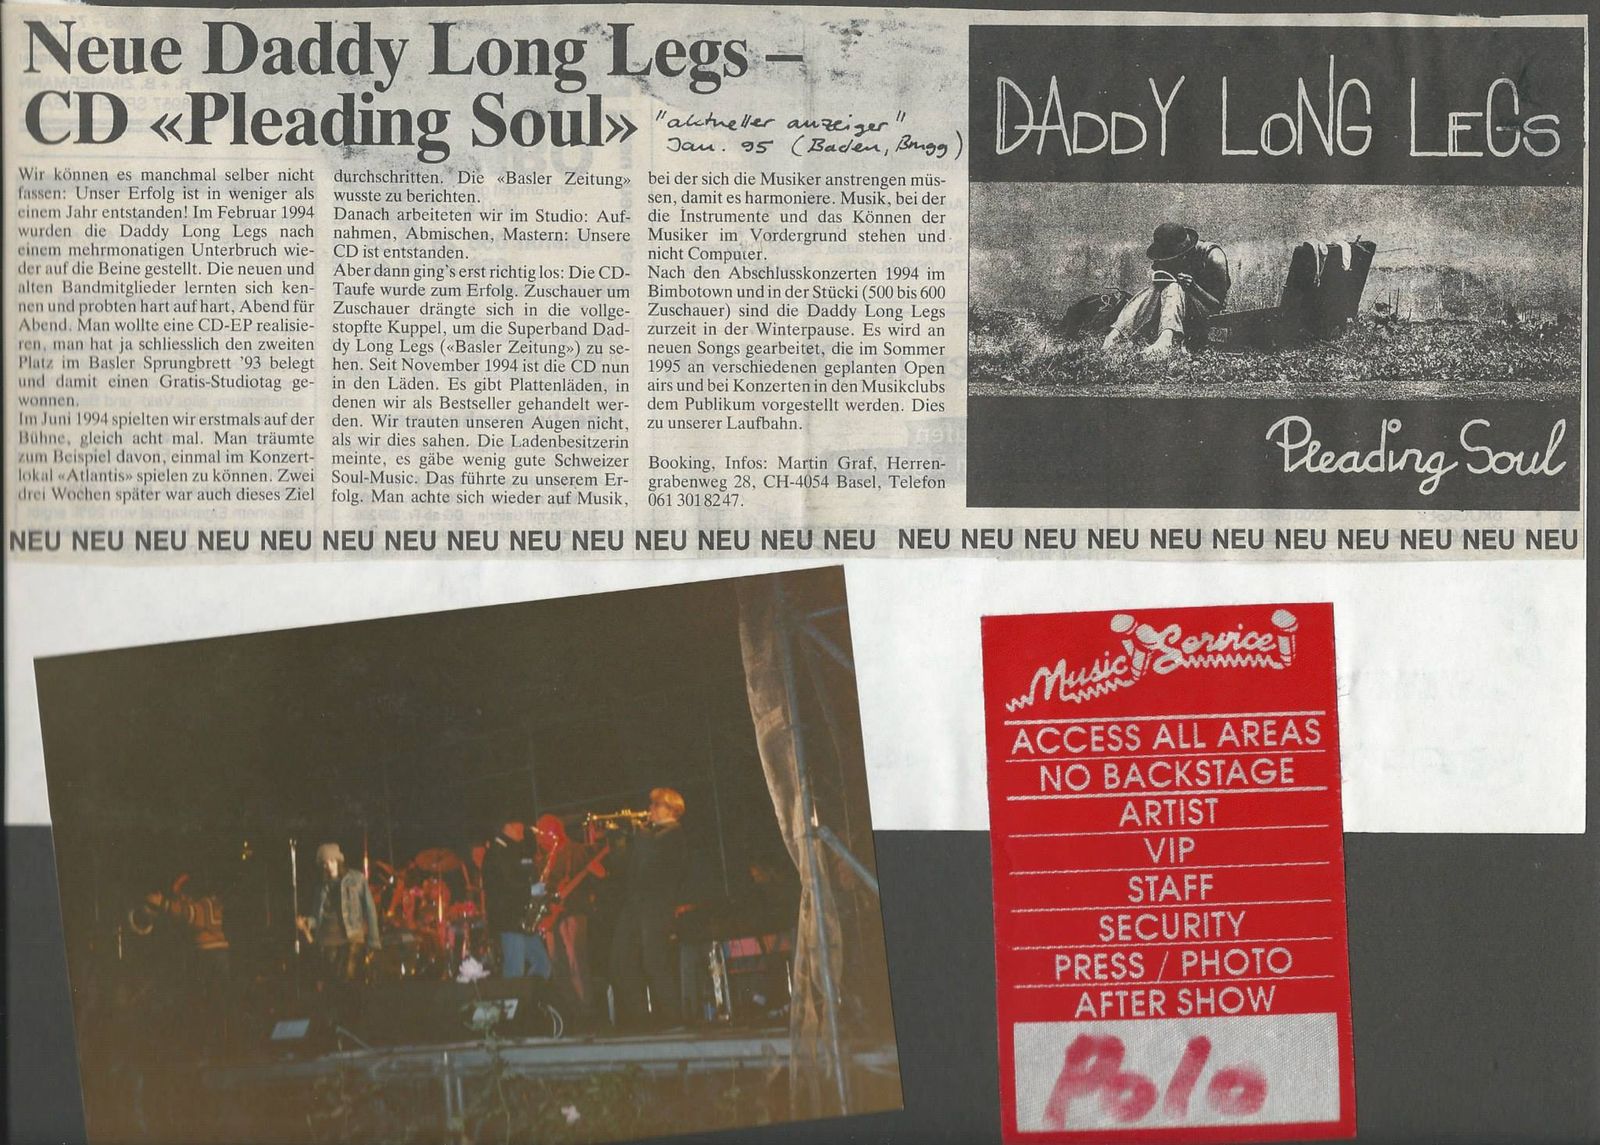 Neue Daddy Long Legs –
CD «Pleading Soul»
"aktueller anzeiger"
Jan. 95 (Baden, Brugg)
Wir können es manchmal selber nicht
fassen: Unser Erfolg ist in weniger als
einem Jahr entstanden! Im Februar 1994
wurden die Daddy Long Legs nach
einem mehrmonatigen Unterbruch wie-
der auf die Beine gestellt. Die neuen und
alten Bandmitglieder lernten sich ken-
nen und probten hart auf hart, Abend für
Abend. Man wollte eine CD-EP realisie-
ren, man hat ja schliesslich den zweiten
Platz im Basler Sprungbrett '93 belegt
und damit einen Gratis-Studiotag ge-
wonnen.
Im Juni 1994 spielten wir erstmals auf der
Bühne, gleich acht mal. Man träumte
zum Beispiel davon, einmal im Konzert-
lokal «Atlantis» spielen zu können. Zwei
drei Wochen später war auch dieses Ziel
durchschritten. Die «Basler Zeitung»
wusste zu berichten.
Danach arbeiteten wir im Studio: Auf-
nahmen, Abmischen, Mastern: Unsere
CD ist entstanden.
Aber dann ging's erst richtig los: Die CD-
Taufe wurde zum Erfolg. Zuschauer um
Zuschauer drängte sich in die vollge-
stopfte Kuppel, um die Superband Dad-
dy Long Legs («Basler Zeitung») zu se-
hen. Seit November 1994 ist die CD nun
in den Läden. Es gibt Plattenläden, in
denen wir als Bestseller gehandelt wer-
den. Wir trauten unseren Augen nicht,
als wir dies sahen. Die Ladenbesitzerin
meinte, es gäbe wenig gute Schweizer
Soul-Music. Das führte zu unserem Er-
folg. Man achte sich wieder auf Musik,
bei der sich die Musiker anstrengen müs-
sen, damit es harmoniere. Musik, bei der
die Instrumente und das Können der
Musiker im Vordergrund stehen und
nicht Computer.
Nach den Abschlusskonzerten 1994 im
Bimbotown und in der Stücki (500 bis 600
Zuschauer) sind die Daddy Long Legs
zurzeit in der Winterpause. Es wird an
neuen Songs gearbeitet, die im Sommer
1995 an verschiedenen geplanten Open
airs und bei Konzerten in den Musikclubs
dem Publikum vorgestellt werden. Dies
zu unserer Laufbahn.
Booking, Infos: Martin Graf, Herren-
grabenweg 28, CH-4054 Basel, Telefon
061 301 82 47.
DADDY LONG LEGS
Pleading Soul
NEU NEU NEU NEU NEU NEU NEU NEU NEU NEU NEU NEU NEU NEU NEU NEU NEU NEU NEU NEU NEU NEU NEU NEU NEU
Music Service
ACCESS ALL AREAS
NO BACKSTAGE
ARTIST
VIP
STAFF
SECURITY
PRESS / PHOTO
AFTER SHOW
Polo